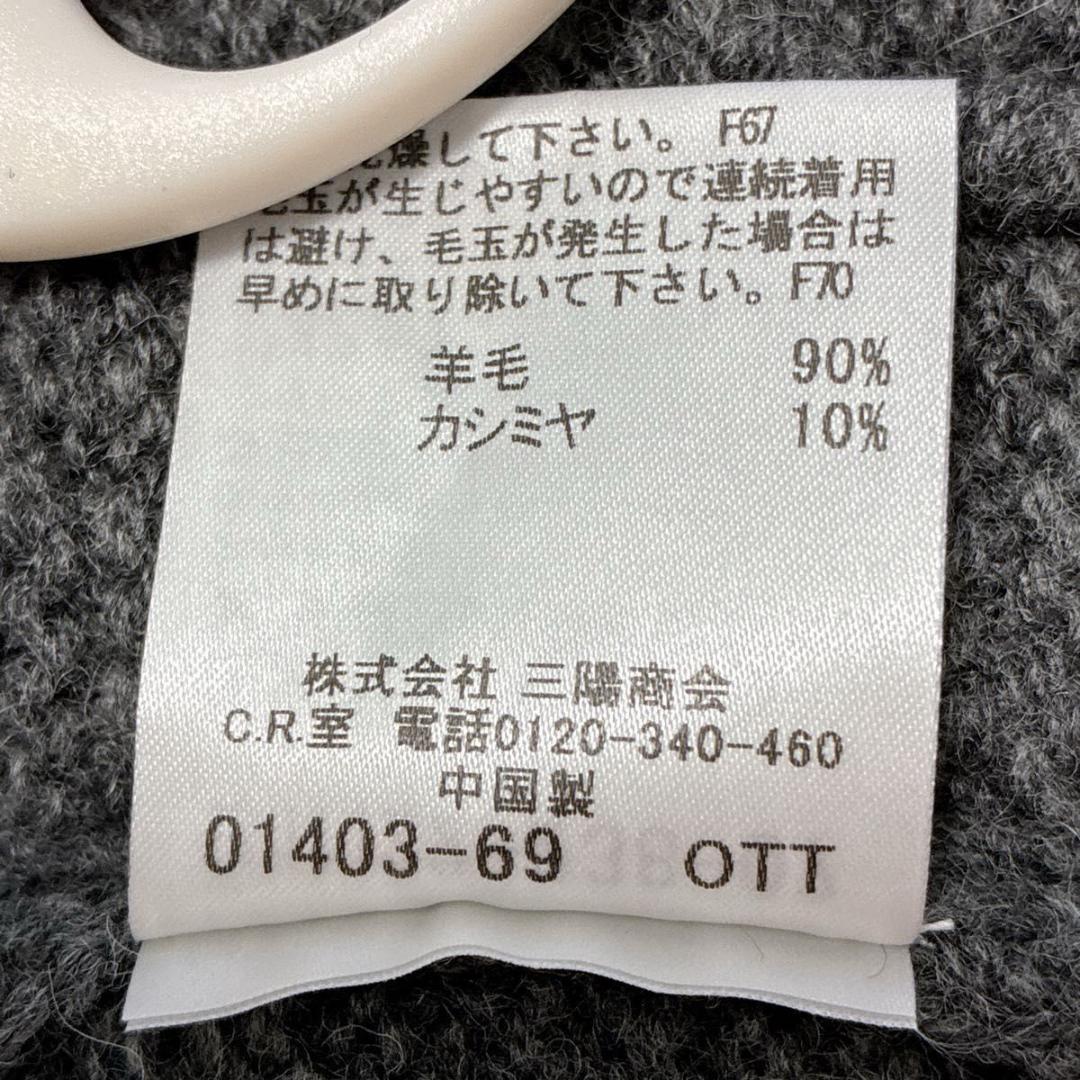 燥して下さい。 F67
毛玉が生じやすいので連続着用
は避け、毛玉が発生した場合は
早めに取り除いて下さい。F70
羊毛 90%
カシミヤ 10%
株式会社 三陽商会
C.R.室 電話0120-340-460
中国製
01403-69 OTT